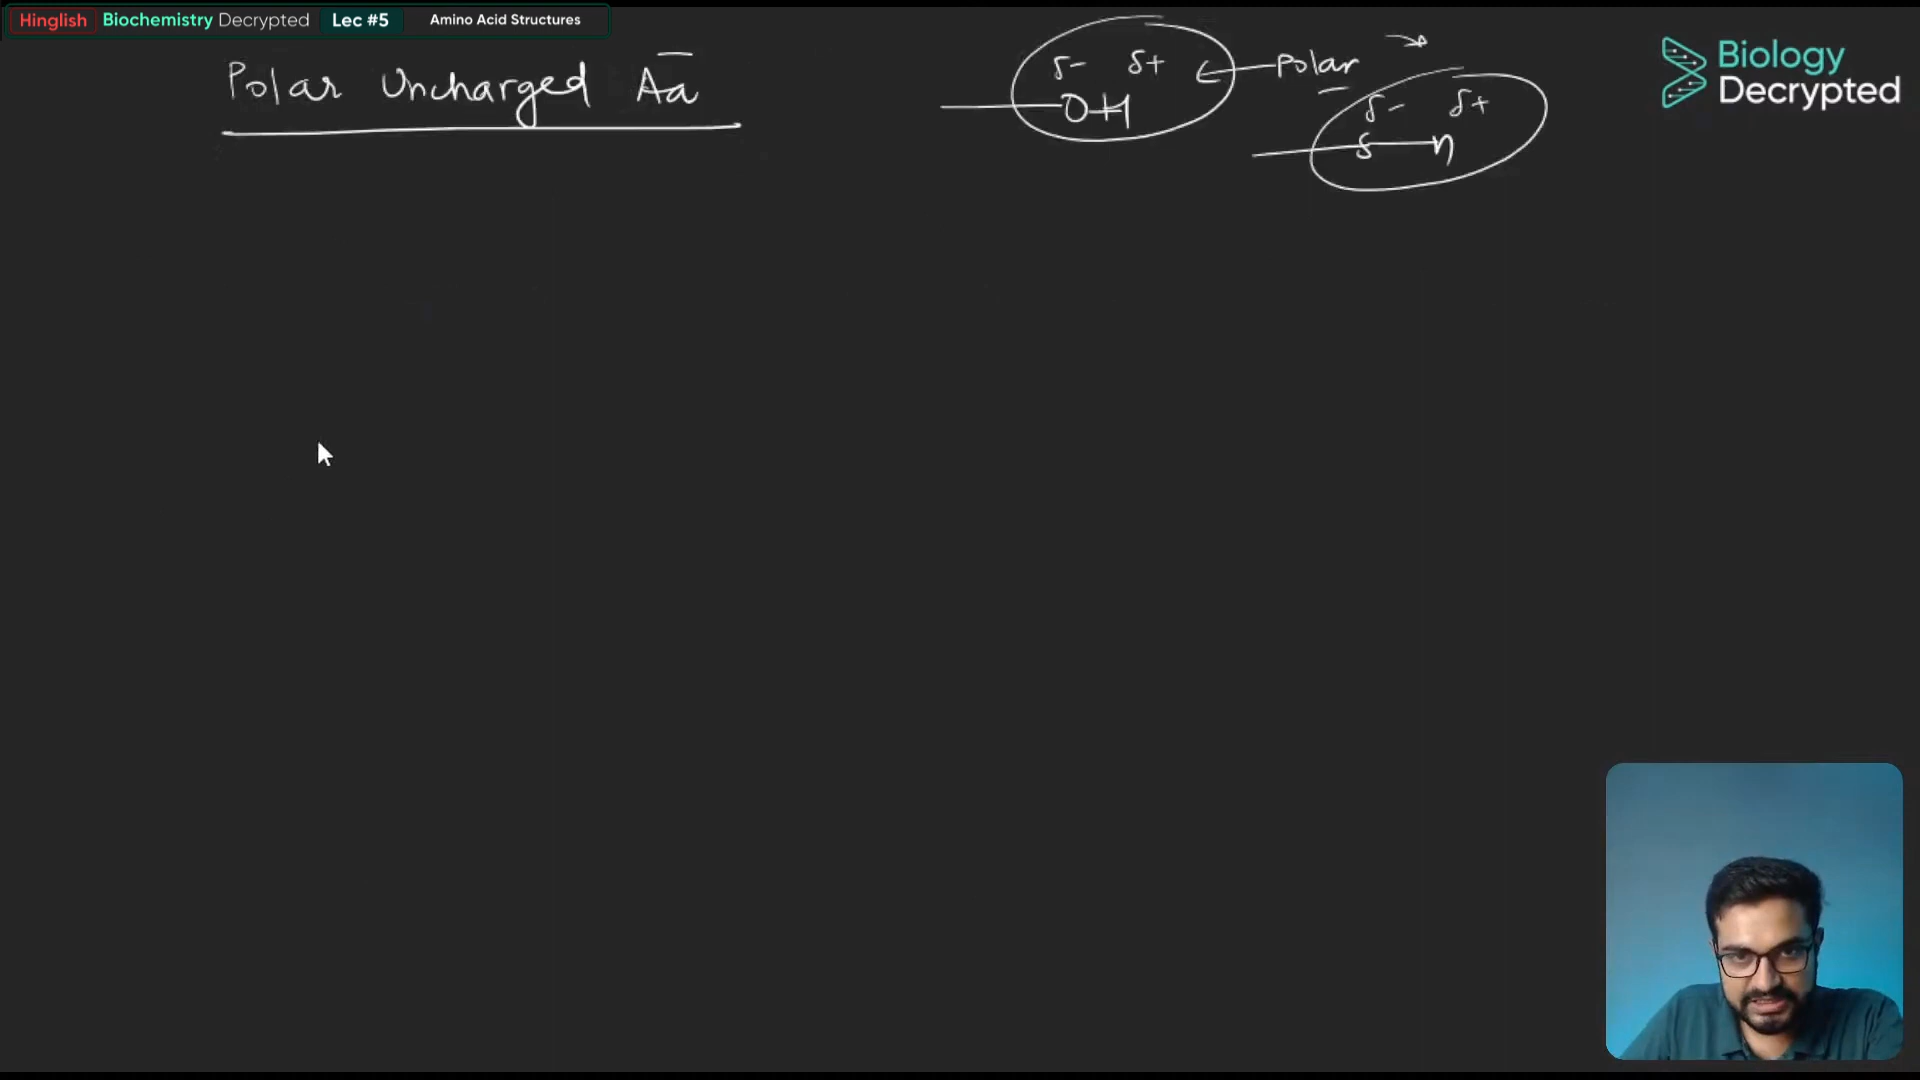 Hinglish Biochemistry Decrypted Lec #5 Amino Acid Structures
Polar Uncharged Aa
δ- δ+
O-H
Polar
δ- δ+
S
Biology
Decrypted